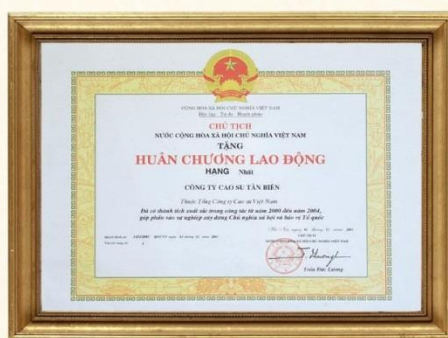 CỘNG HÒA XÃ HỘI CHỦ NGHĨA VIỆT NAM
Độc lập - Tự do - Hạnh phúc
CHỦ TỊCH
NƯỚC CỘNG HÒA XÃ HỘI CHỦ NGHĨA VIỆT NAM
TẶNG
HUÂN CHƯƠNG LAO ĐỘNG
HẠNG Nhất
CÔNG TY CAO SU TÂN BIÊN
Thuộc Tổng Công ty Cao su Việt Nam
Đã có thành tích xuất sắc trong công tác từ năm 2000 đến năm 2004,
góp phần vào sự nghiệp xây dựng Chủ nghĩa xã hội và bảo vệ Tổ quốc
CHỦ TỊCH
Trần Đức Lương